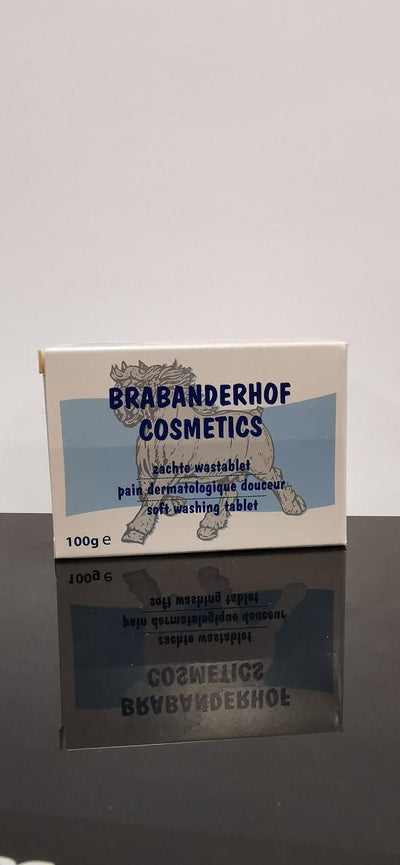 BRABANDERHOF
COSMETICS
zachte wastablet
pain dermatologique douceur
soft washing tablet
100g e